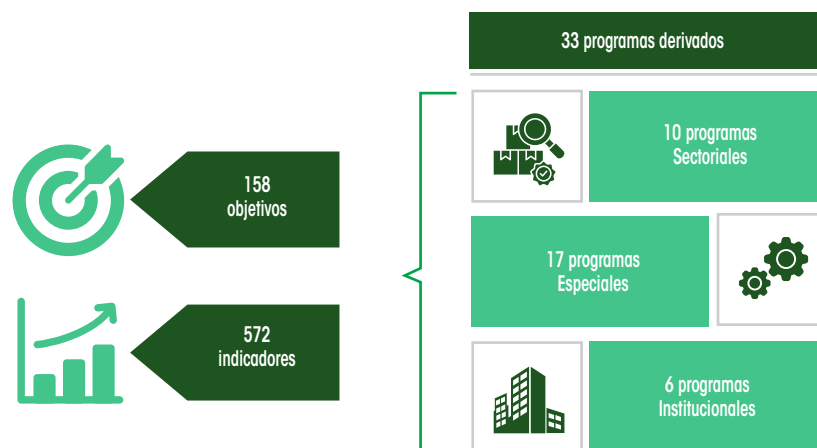 33 programas derivados
10 programas
Sectoriales
158
objetivos
17 programas
Especiales
572
indicadores
6 programas
Institucionales